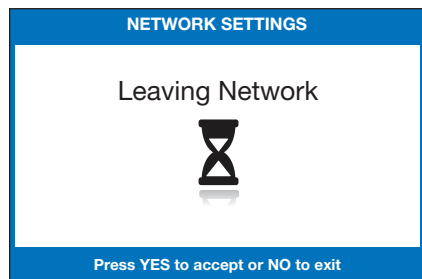 NETWORK SETTINGS
Leaving Network
Press YES to accept or NO to exit